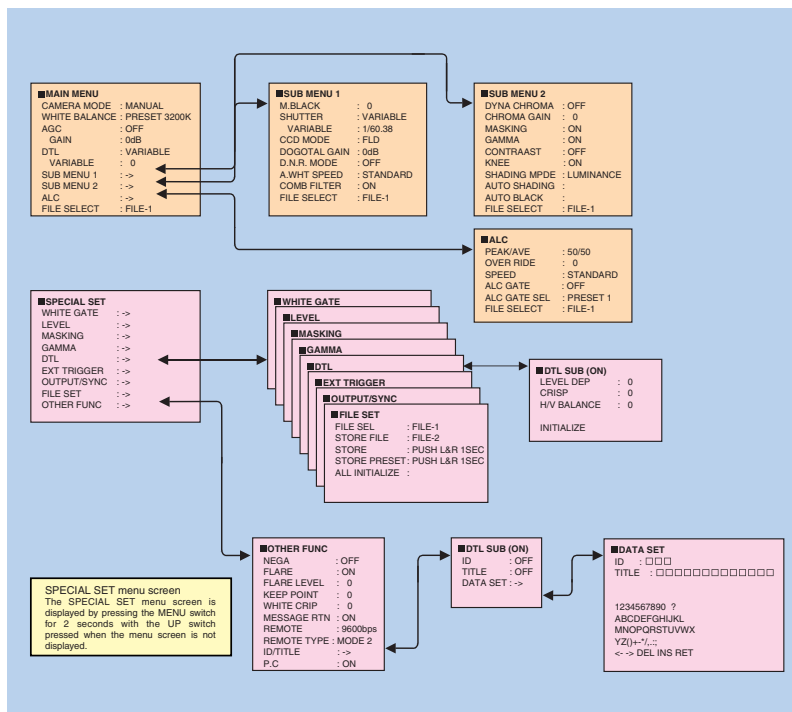 ■MAIN MENU
CAMERA MODE : MANUAL
WHITE BALANCE : PRESET 3200K
AGC : OFF
GAIN : 0dB
DTL : VARIABLE
VARIABLE : 0
SUB MENU 1 : ->
SUB MENU 2 : ->
ALC : ->
FILE SELECT : FILE-1
■SUB MENU 1
M.BLACK : 0
SHUTTER : VARIABLE
VARIABLE : 1/60.38
CCD MODE : FLD
DOGOTAL GAIN : 0dB
D.N.R. MODE : OFF
A.WHT SPEED : STANDARD
COMB FILTER : ON
FILE SELECT : FILE-1
■SUB MENU 2
DYNA CHROMA : OFF
CHROMA GAIN : 0
MASKING : ON
GAMMA : ON
CONTRAAST : OFF
KNEE : ON
SHADING MPDE : LUMINANCE
AUTO SHADING :
AUTO BLACK :
FILE SELECT : FILE-1
■ALC
PEAK/AVE : 50/50
OVER RIDE : 0
SPEED : STANDARD
ALC GATE : OFF
ALC GATE SEL : PRESET 1
FILE SELECT : FILE-1
■SPECIAL SET
WHITE GATE : ->
LEVEL : ->
MASKING : ->
GAMMA : ->
DTL : ->
EXT TRIGGER : ->
OUTPUT/SYNC : ->
FILE SET : ->
OTHER FUNC : ->
■WHITE GATE
■LEVEL
■MASKING
■GAMMA
■DTL
■EXT TRIGGER
■OUTPUT/SYNC
■FILE SET
FILE SEL : FILE-1
STORE FILE : FILE-2
STORE : PUSH L&R 1SEC
STORE PRESET : PUSH L&R 1SEC
ALL INITIALIZE :
■DTL SUB (ON)
LEVEL DEP : 0
CRISP : 0
H/V BALANCE : 0
INITIALIZE
■OTHER FUNC
NEGA : OFF
FLARE : ON
FLARE LEVEL : 0
KEEP POINT : 0
WHITE CRIP : 0
MESSAGE RTN : ON
REMOTE : 9600bps
REMOTE TYPE : MODE 2
ID/TITLE : ->
P.C : ON
■DTL SUB (ON)
ID : OFF
TITLE : OFF
DATA SET : ->
■DATA SET
ID : □□□
TITLE : □□□□□□□□□□□□□
1234567890 ?
ABCDEFGHIJKL
MNOPQRSTUVWX
YZ()+-*/,.:;
<- -> DEL INS RET
SPECIAL SET menu screen
The SPECIAL SET menu screen is
displayed by pressing the MENU switch
for 2 seconds with the UP switch
pressed when the menu screen is not
displayed.